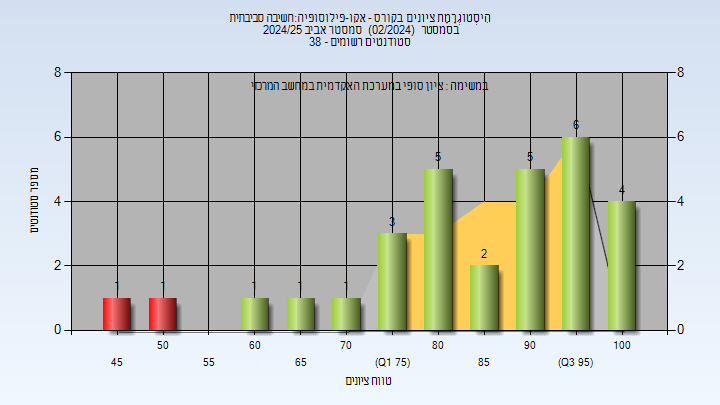 הִיסְטוֹגְרָמַת ציונים בקורס - אקו-פילוסופיה:חשיבה סביבתית
בסמסטר (02/2024) סמסטר אביב 2024/25
סטודנטים רשומים - 38
במשימה : ציון סופי במערכת האקדמית במחשב המרכזי
מספר סטודנטים
8 8
6 6
4 4
2 2
0 0
1 1 1 1 1 3 5 2 5 6 4
50 60 70 80 90 100
45 55 65 (Q1 75) 85 (Q3 95)
טווח ציונים